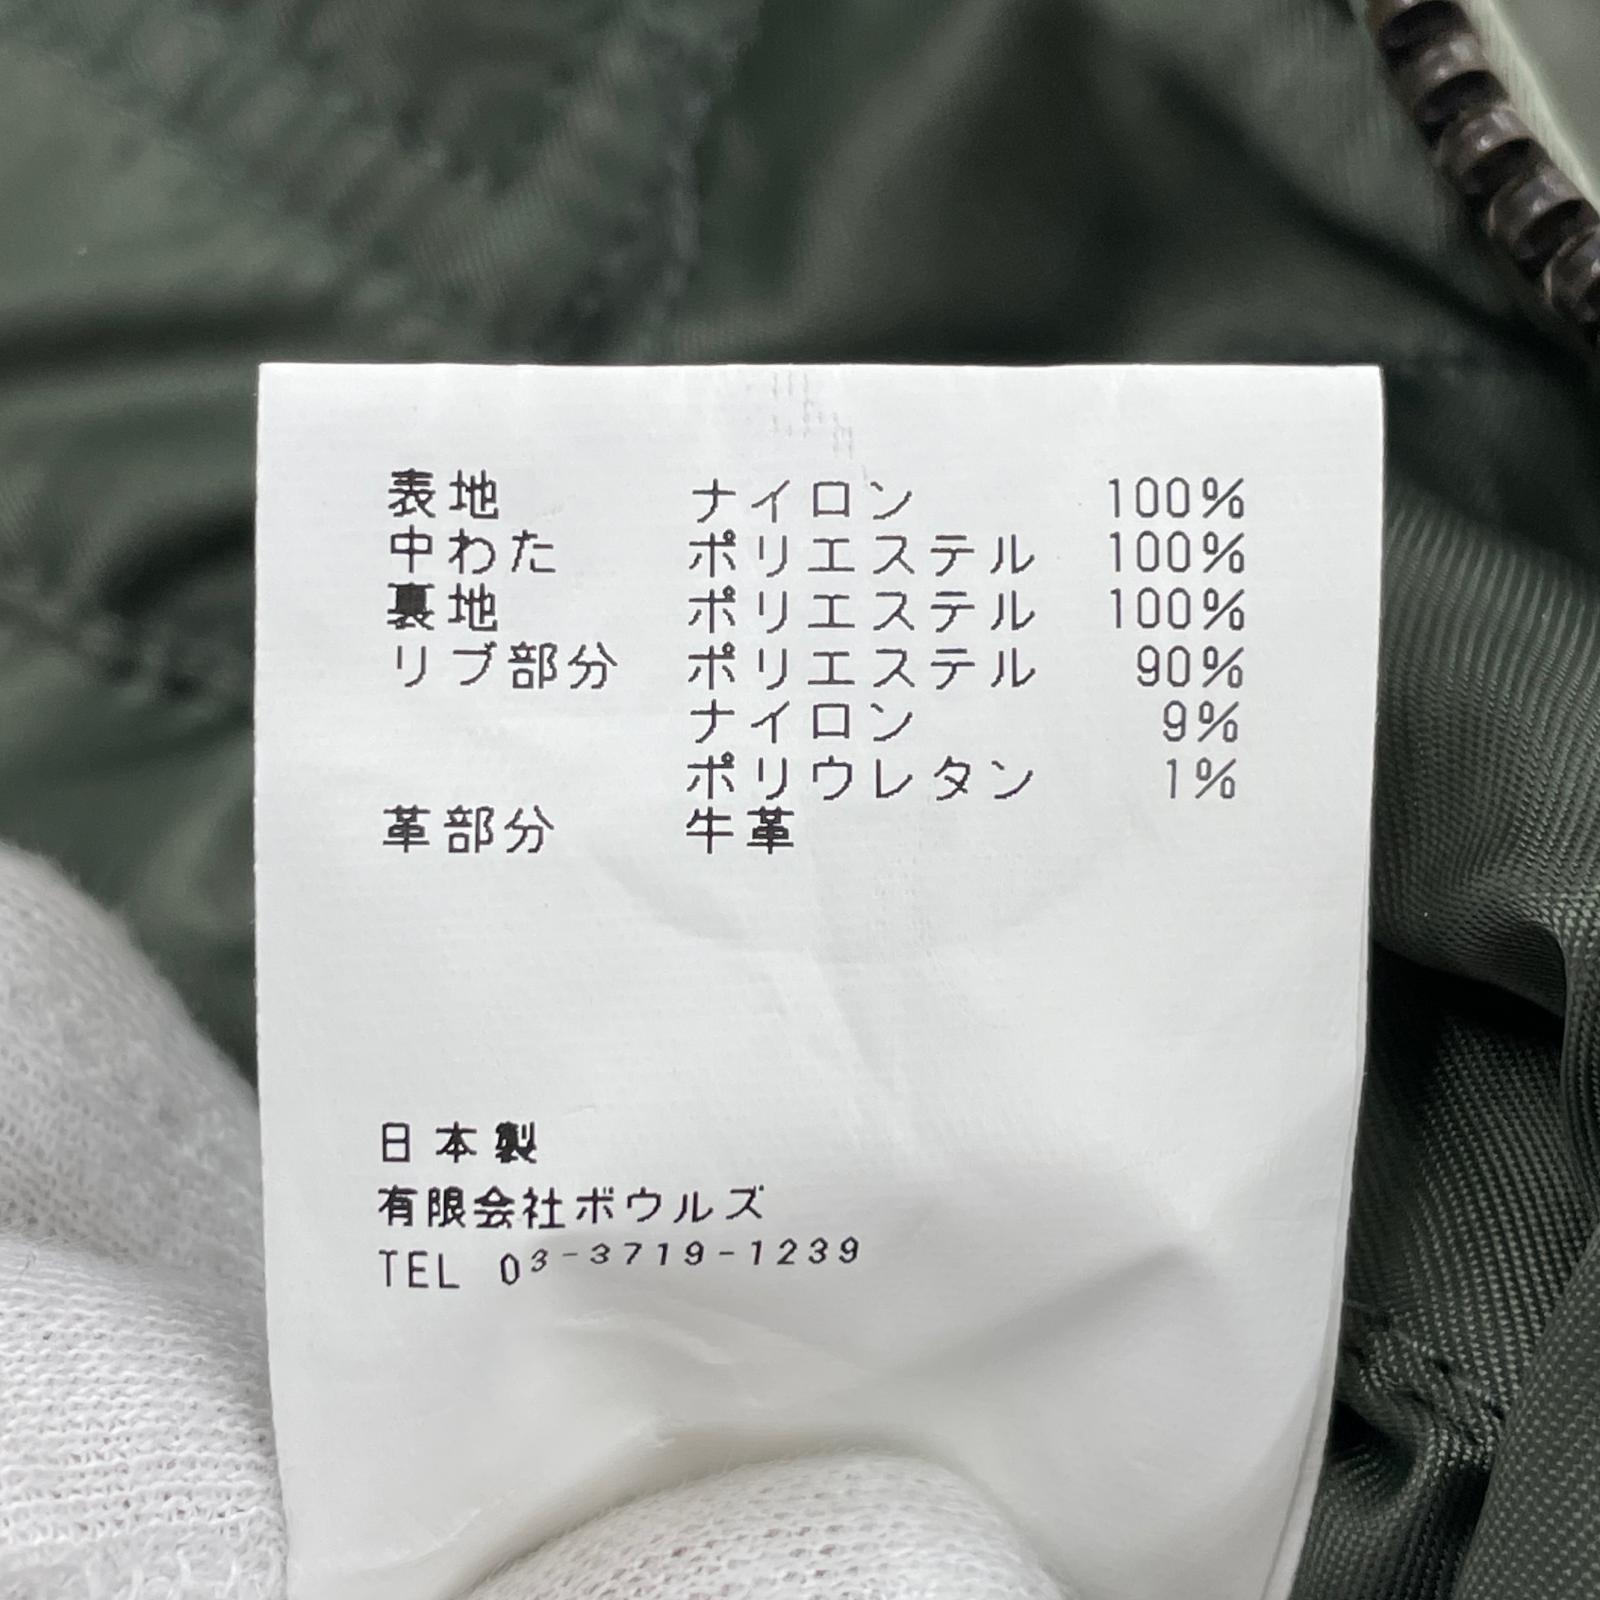 表地 ナイロン 100%
中わた ポリエステル 100%
裏地 ポリエステル 100%
リブ部分 ポリエステル 90%
ナイロン 9%
ポリウレタン 1%
革部分 牛革
日本製
有限会社ボウルズ
TEL 03-3719-1239